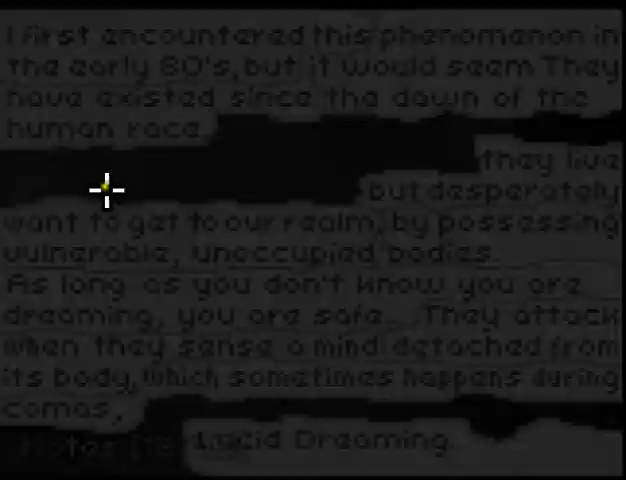 I first encountered this phenomenon in
the early 80's, but it would seem They
have existed since the dawn of the
human race.
they live
but desperately
want to get to our realm, by possessing
vulnerable, unoccupied bodies.
As long as you don't know you are
dreaming, you are safe. They attack
when they sense a mind detached from
its body, which sometimes happens during
comas,
Lucid Dreaming.